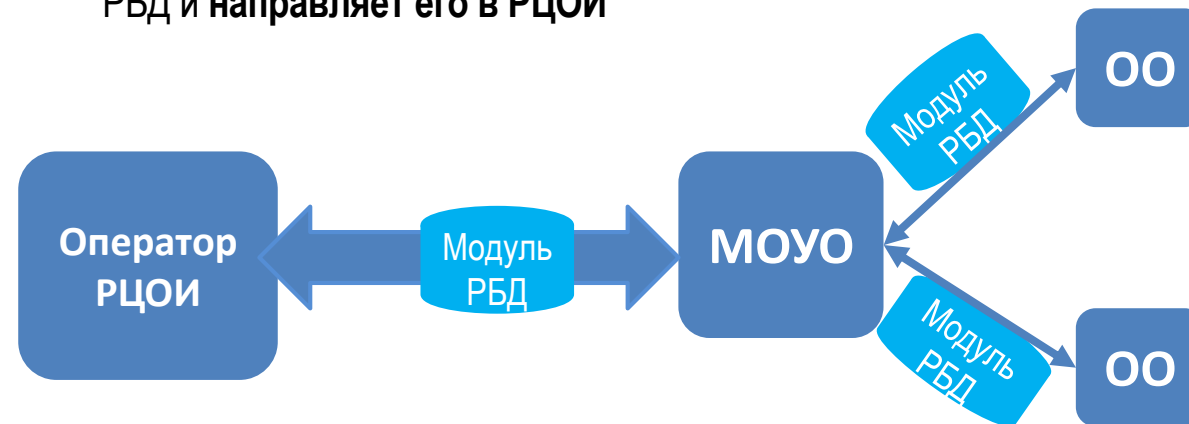 РБД и направляет его в РЦОИ
Модуль
РБД
ОО
Оператор
РЦОИ
Модуль
РБД
МОУО
Модуль
РБД
ОО